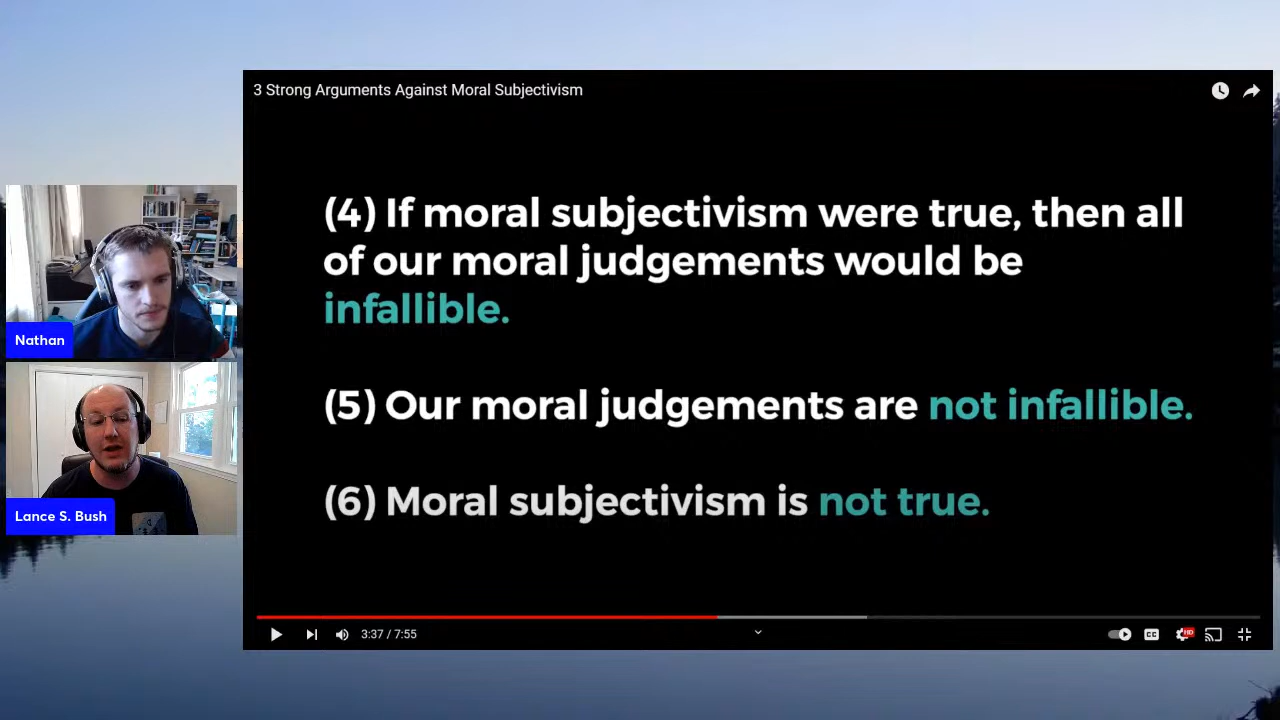 3 Strong Arguments Against Moral Subjectivism
(4) If moral subjectivism were true, then all
of our moral judgements would be
infallible.
(5) Our moral judgements are not infallible.
(6) Moral subjectivism is not true.
Nathan
Lance S. Bush
3:37 / 7:55
CC
HD